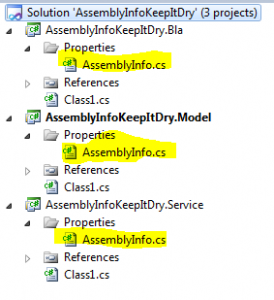 Solution 'AssemblyInfoKeepItDry' (3 projects)
AssemblyInfoKeepItDry.Bla
Properties
AssemblyInfo.cs
References
Class1.cs
AssemblyInfoKeepItDry.Model
Properties
AssemblyInfo.cs
References
Class1.cs
AssemblyInfoKeepItDry.Service
Properties
AssemblyInfo.cs
References
Class1.cs